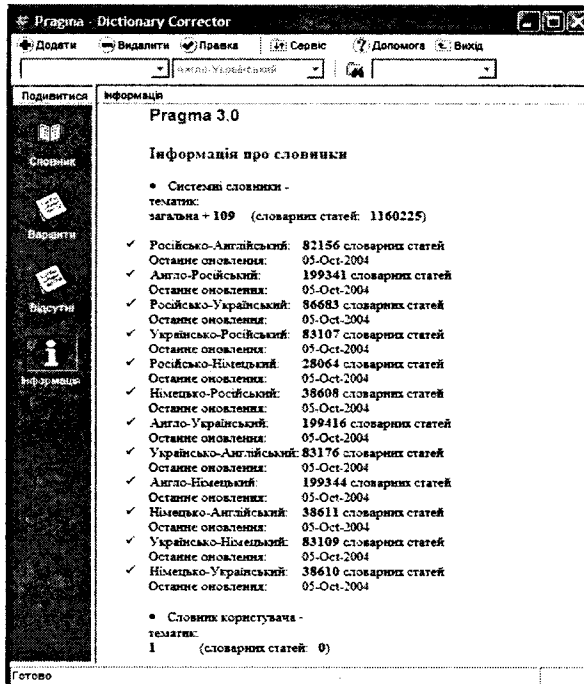 Pragma - Dictionary Corrector
Додати Видалити Правка Сервіс Допомога Вихід
Англо-Український
Подивитися
Інформація
Словник
Варіанти
Відсутні
Інформація
Pragma 3.0
Інформація про словники
• Системні словники -
тематик:
загальна + 109 (словарних статей: 1160225)
✓ Російсько-Англійський: 82156 словарних статей
Останнє оновлення: 05-Oct-2004
✓ Англо-Російський: 199341 словарних статей
Останнє оновлення: 05-Oct-2004
✓ Російсько-Український: 86683 словарних статей
Останнє оновлення: 05-Oct-2004
✓ Українсько-Російський: 83107 словарних статей
Останнє оновлення: 05-Oct-2004
✓ Російсько-Німецький: 28064 словарних статей
Останнє оновлення: 05-Oct-2004
✓ Німецько-Російський: 38608 словарних статей
Останнє оновлення: 05-Oct-2004
✓ Англо-Український: 199416 словарних статей
Останнє оновлення: 05-Oct-2004
✓ Українсько-Англійський: 83176 словарних статей
Останнє оновлення: 05-Oct-2004
✓ Англо-Німецький: 199344 словарних статей
Останнє оновлення: 05-Oct-2004
✓ Німецько-Англійський: 38611 словарних статей
Останнє оновлення: 05-Oct-2004
✓ Українсько-Німецький: 83109 словарних статей
Останнє оновлення: 05-Oct-2004
✓ Німецько-Український: 38610 словарних статей
Останнє оновлення: 05-Oct-2004
• Словник користувача -
тематик:
1 (словарних статей: 0)
Готово